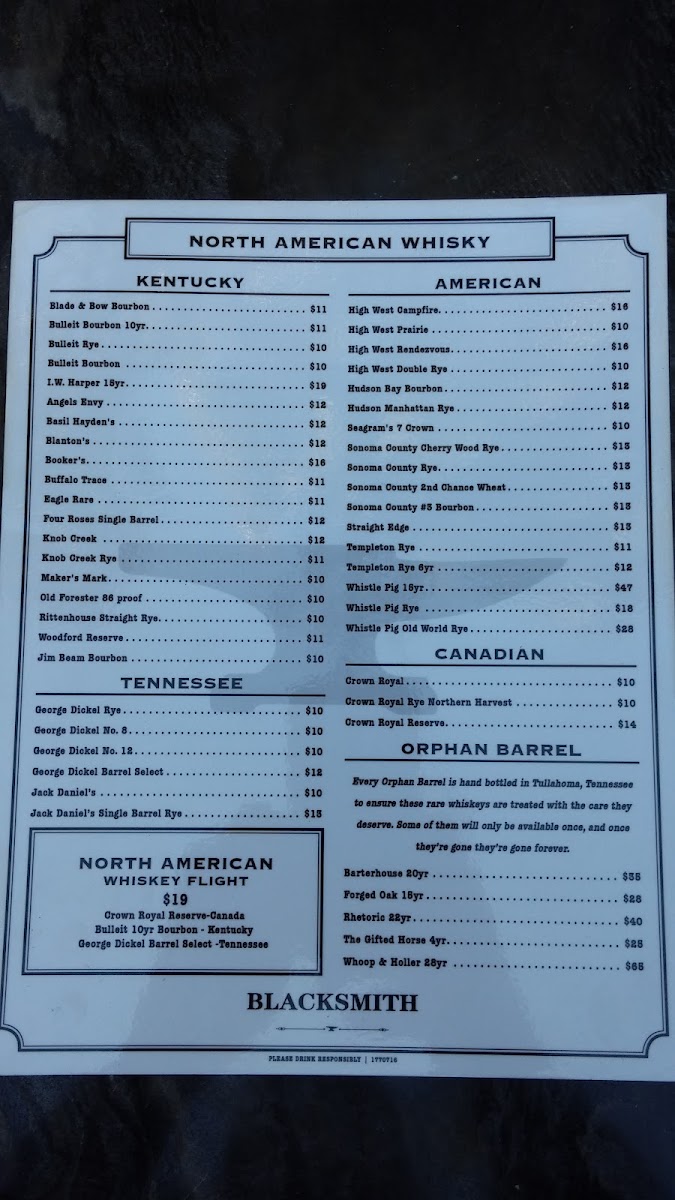 NORTH AMERICAN WHISKY
KENTUCKY
Blade & Bow Bourbon $11
Bulleit Bourbon 10yr. $11
Bulleit Rye $10
Bulleit Bourbon $10
I.W. Harper 15yr. $19
Angels Envy $12
Basil Hayden's $12
Blanton's $12
Booker's $16
Buffalo Trace $11
Eagle Rare $11
Four Roses Single Barrel $12
Knob Creek $12
Knob Creek Rye $11
Maker's Mark $10
Old Forester 86 proof $10
Rittenhouse Straight Rye $10
Woodford Reserve $11
Jim Beam Bourbon $10
TENNESSEE
George Dickel Rye $10
George Dickel No. 8 $10
George Dickel No. 12 $10
George Dickel Barrel Select $12
Jack Daniel's $10
Jack Daniel's Single Barrel Rye $13
NORTH AMERICAN
WHISKEY FLIGHT
$19
Crown Royal Reserve-Canada
Bulleit 10yr Bourbon - Kentucky
George Dickel Barrel Select -Tennessee
AMERICAN
High West Campfire $16
High West Prairie $10
High West Rendezvous $16
High West Double Rye $10
Hudson Bay Bourbon $12
Hudson Manhattan Rye $12
Seagram's 7 Crown $10
Sonoma County Cherry Wood Rye $13
Sonoma County Rye $13
Sonoma County 2nd Chance Wheat $13
Sonoma County #3 Bourbon $13
Straight Edge $13
Templeton Rye $11
Templeton Rye 6yr $12
Whistle Pig 15yr $47
Whistle Pig Rye $18
Whistle Pig Old World Rye $28
CANADIAN
Crown Royal $10
Crown Royal Rye Northern Harvest $10
Crown Royal Reserve $14
ORPHAN BARREL
Every Orphan Barrel is hand bottled in Tullahoma, Tennessee
to ensure these rare whiskeys are treated with the care they
deserve. Some of them will only be available once, and once
they're gone they're gone forever.
Barterhouse 20yr $35
Forged Oak 15yr $28
Rhetoric 22yr $40
The Gifted Horse 4yr. $25
Whoop & Holler 28yr $65
BLACKSMITH
PLEASE DRINK RESPONSIBLY | 1770716